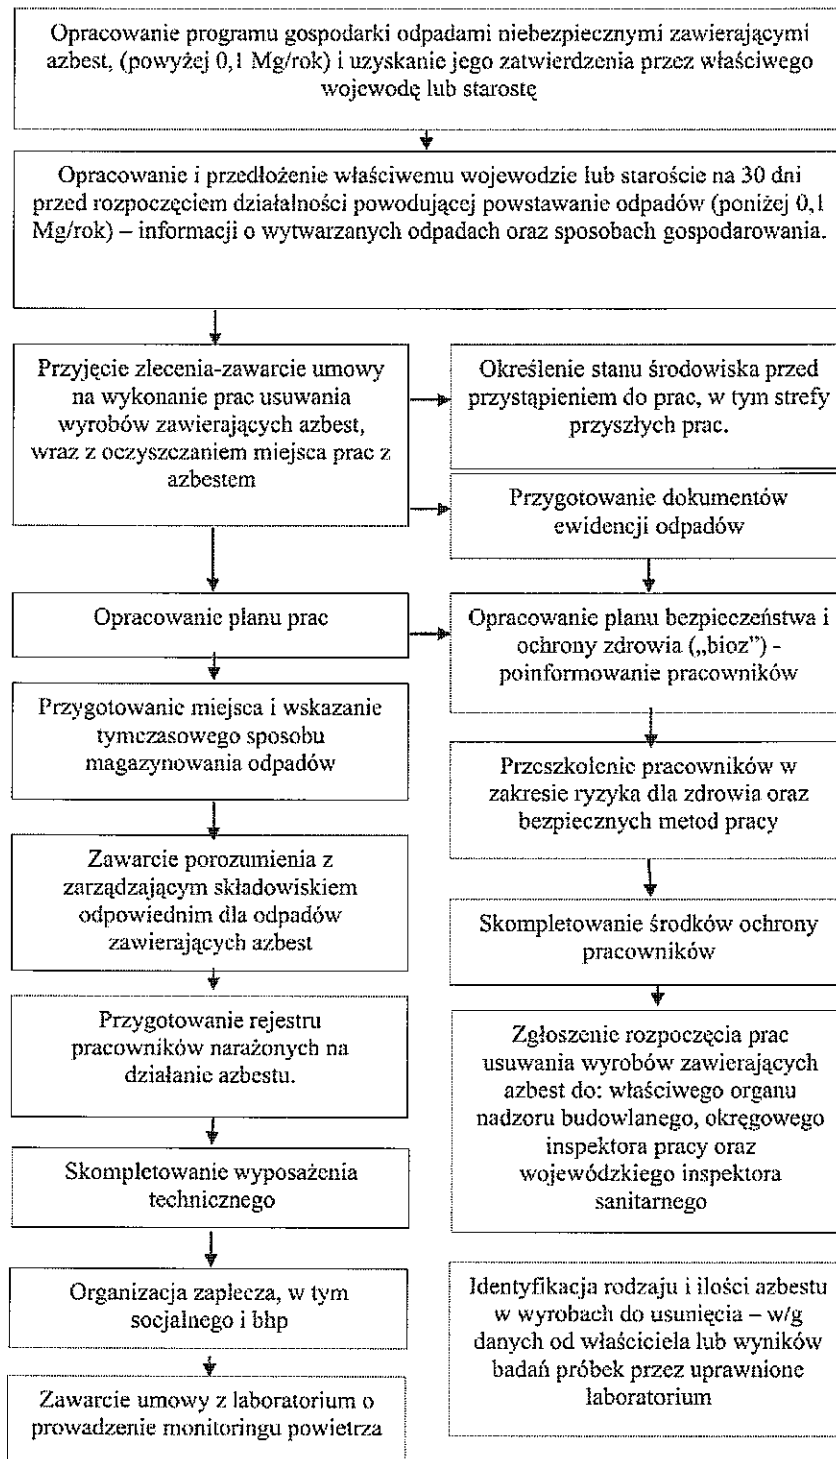 Opracowanie programu gospodarki odpadami niebezpiecznymi zawierającymi
azbest, (powyżej 0,1 Mg/rok) i uzyskanie jego zatwierdzenia przez właściwego
wojewodę lub starostę
Opracowanie i przedłożenie właściwemu wojewodzie lub staroście na 30 dni
przed rozpoczęciem działalności powodującej powstawanie odpadów (poniżej 0,1
Mg/rok) – informacji o wytwarzanych odpadach oraz sposobach gospodarowania.
Przyjęcie zlecenia-zawarcie umowy
na wykonanie prac usuwania
wyrobów zawierających azbest,
wraz z oczyszczaniem miejsca prac z
azbestem
Określenie stanu środowiska przed
przystąpieniem do prac, w tym strefy
przyszłych prac.
Przygotowanie dokumentów
ewidencji odpadów
Opracowanie planu prac
Opracowanie planu bezpieczeństwa i
ochrony zdrowia („bioz") -
poinformowanie pracowników
Przygotowanie miejsca i wskazanie
tymczasowego sposobu
magazynowania odpadów
Przeszkolenie pracowników w
zakresie ryzyka dla zdrowia oraz
bezpiecznych metod pracy
Zawarcie porozumienia z
zarządzającym składowiskiem
odpowiednim dla odpadów
zawierających azbest
Skompletowanie środków ochrony
pracowników
Przygotowanie rejestru
pracowników narażonych na
działanie azbestu.
Zgłoszenie rozpoczęcia prac
usuwania wyrobów zawierających
azbest do: właściwego organu
nadzoru budowlanego, okręgowego
inspektora pracy oraz
wojewódzkiego inspektora
sanitarnego
Skompletowanie wyposażenia
technicznego
Organizacja zaplecza, w tym
socjalnego i bhp
Identyfikacja rodzaju i ilości azbestu
w wyrobach do usunięcia – w/g
danych od właściciela lub wyników
badań próbek przez uprawnione
laboratorium
Zawarcie umowy z laboratorium o
prowadzenie monitoringu powietrza